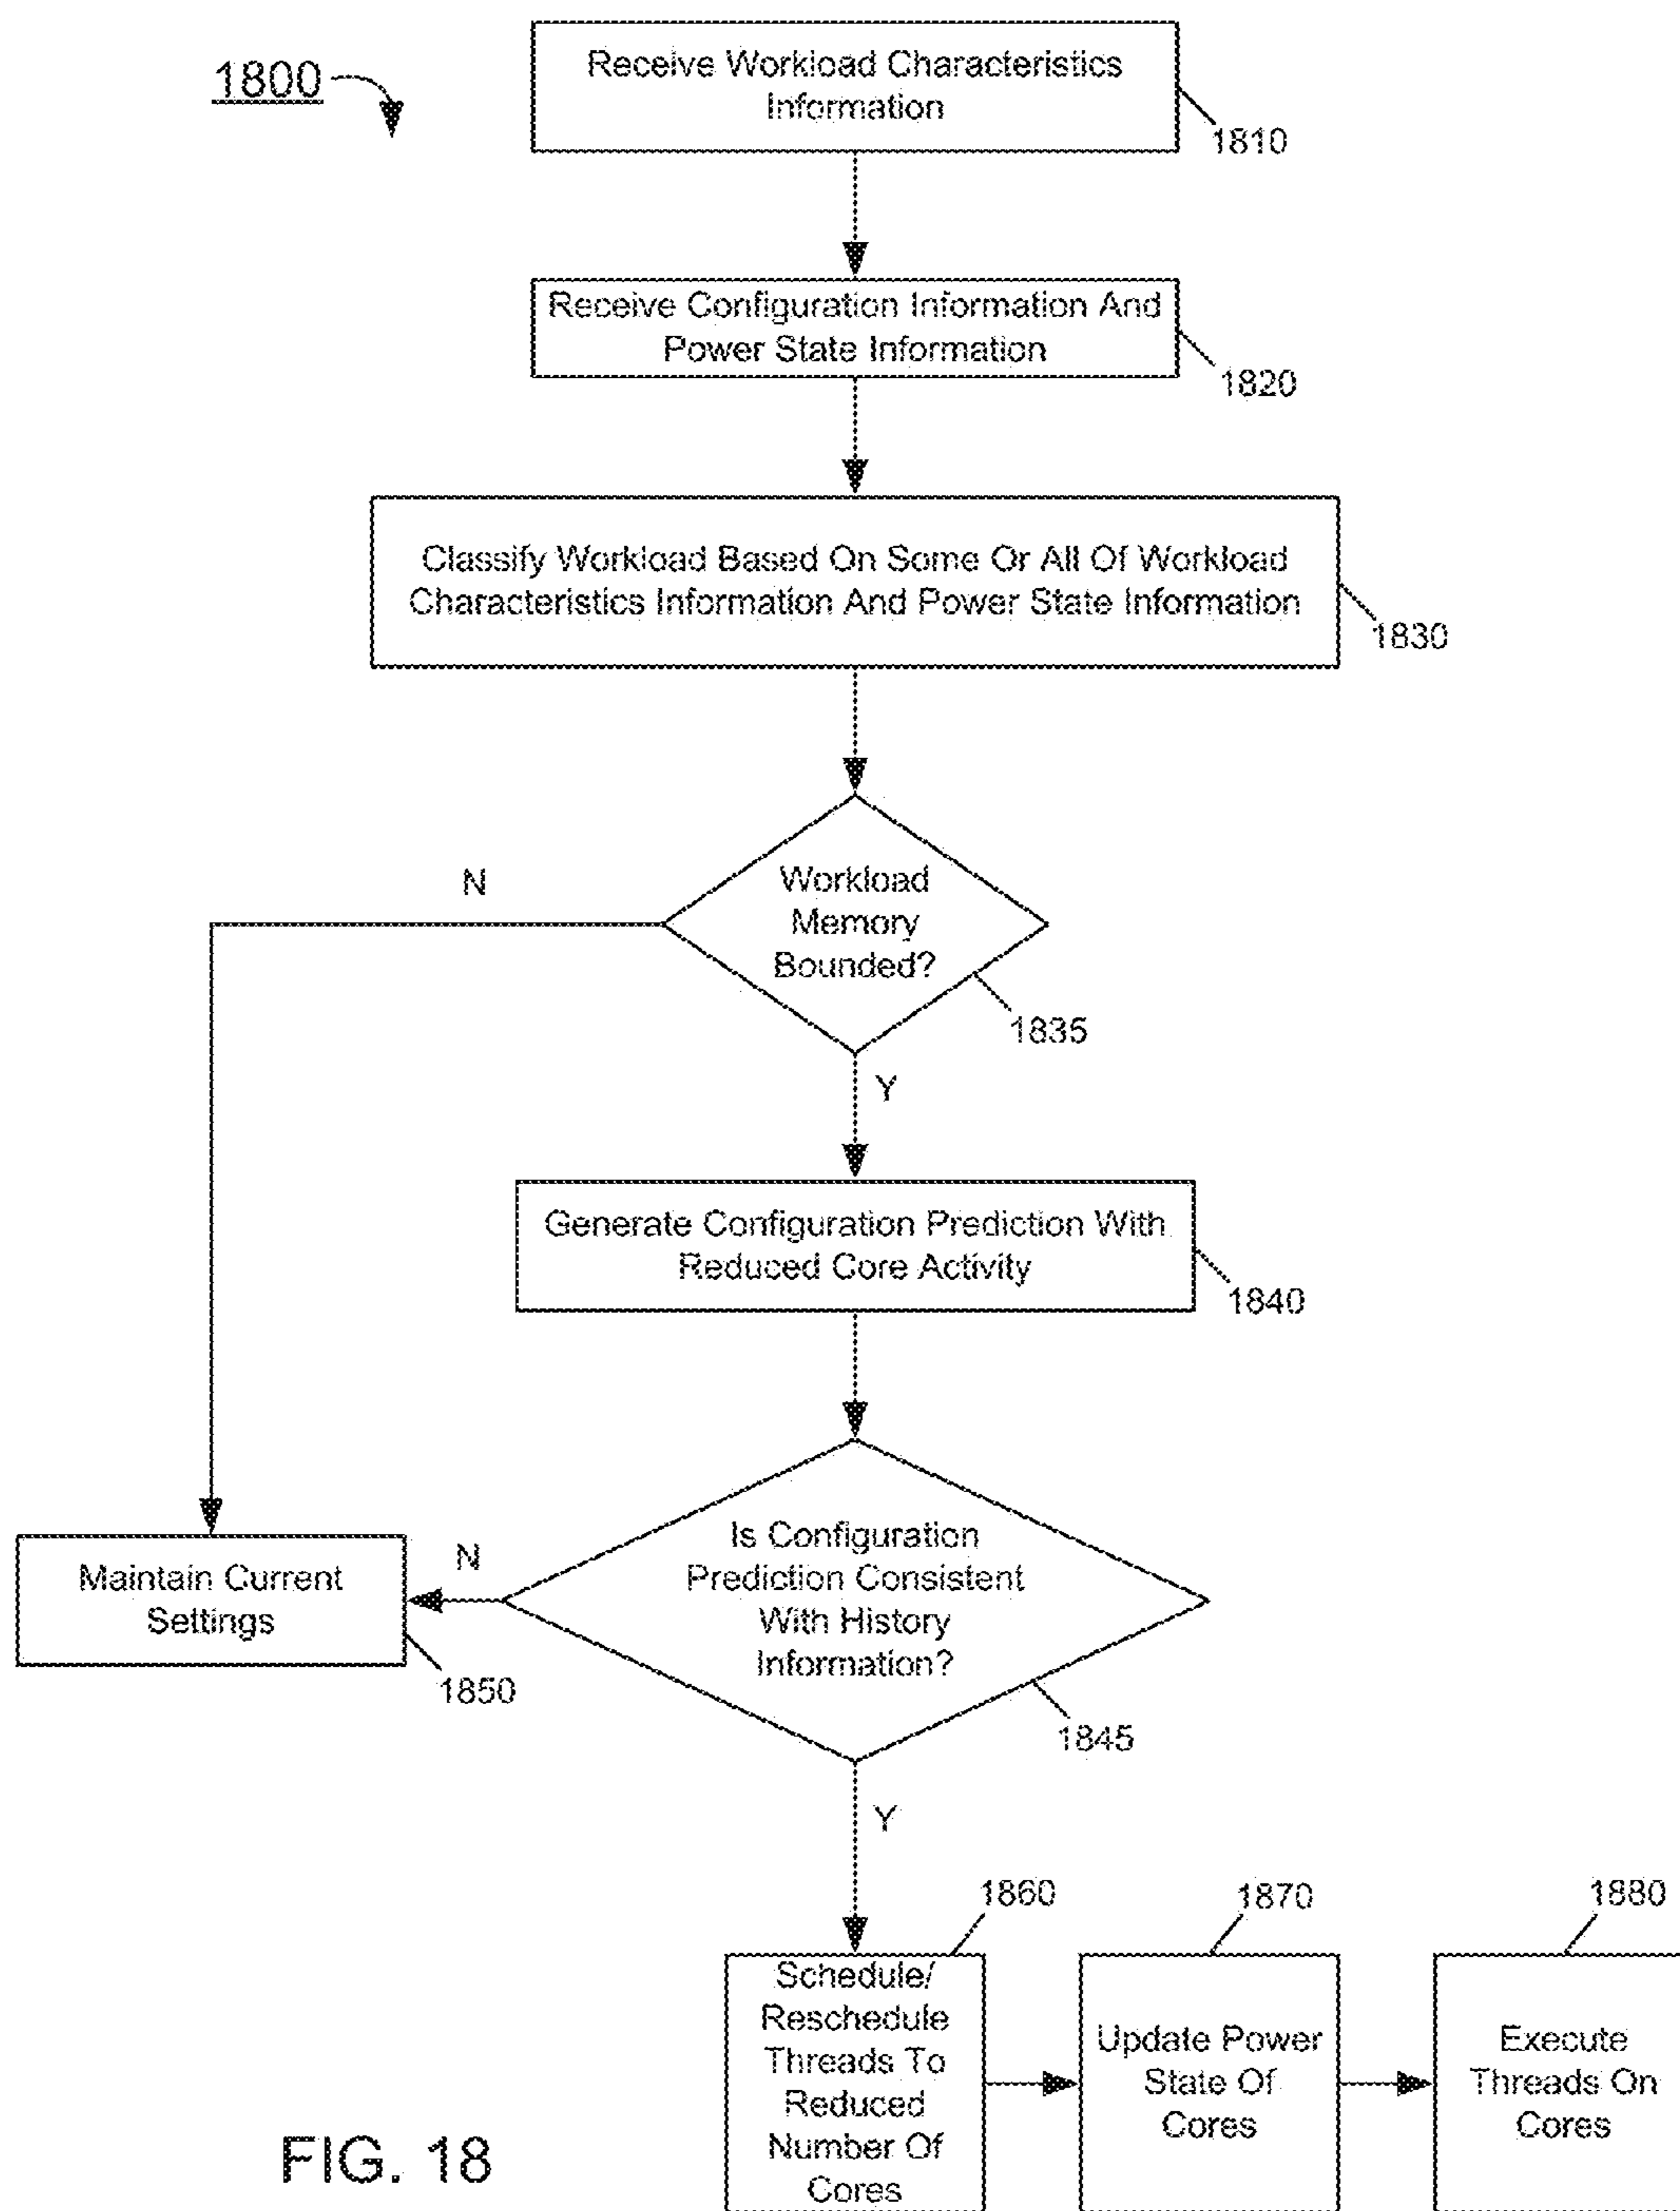 1800
Receive Workload Characteristics
Information
1810
Receive Configuration Information And
Power State Information
1820
Classify Workload Based On Some Or All Of Workload
Characteristics Information And Power State Information
1830
N
Workload
Memory
Bounded?
1835
Y
Generate Configuration Prediction With
Reduced Core Activity
1840
Maintain Current
Settings
1850
N
Is Configuration
Prediction Consistent
With History
Information?
1845
Y
1860
1870
1880
Schedule/
Reschedule
Threads To
Reduced
Number Of
Cores
Update Power
State Of
Cores
Execute
Threads On
Cores
FIG. 18